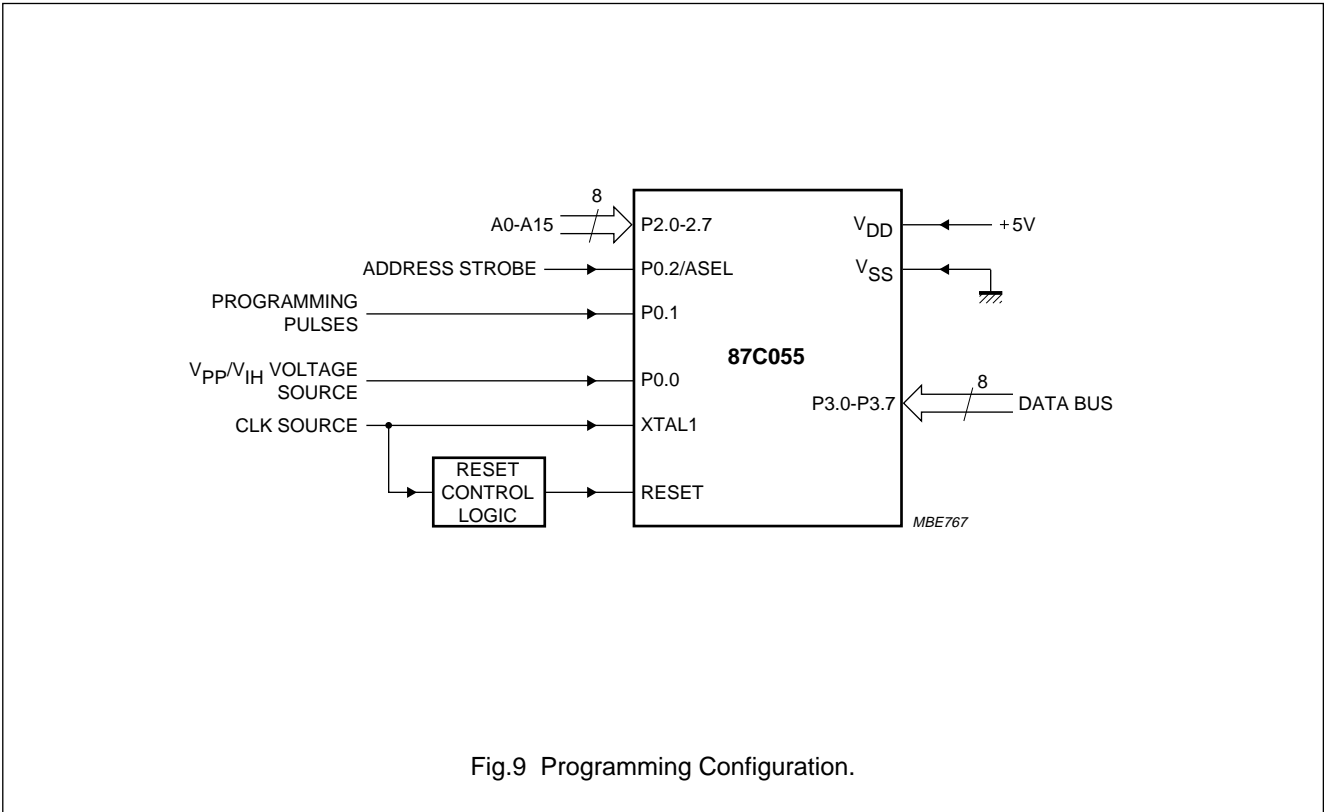 8
A0-A15
P2.0-2.7
VDD
+5V
ADDRESS STROBE
P0.2/ASEL
VSS
PROGRAMMING
PULSES
P0.1
87C055
VPP/VIH VOLTAGE
SOURCE
P0.0
8
P3.0-P3.7
DATA BUS
CLK SOURCE
XTAL1
RESET
CONTROL
LOGIC
RESET
MBE767
Fig.9 Programming Configuration.